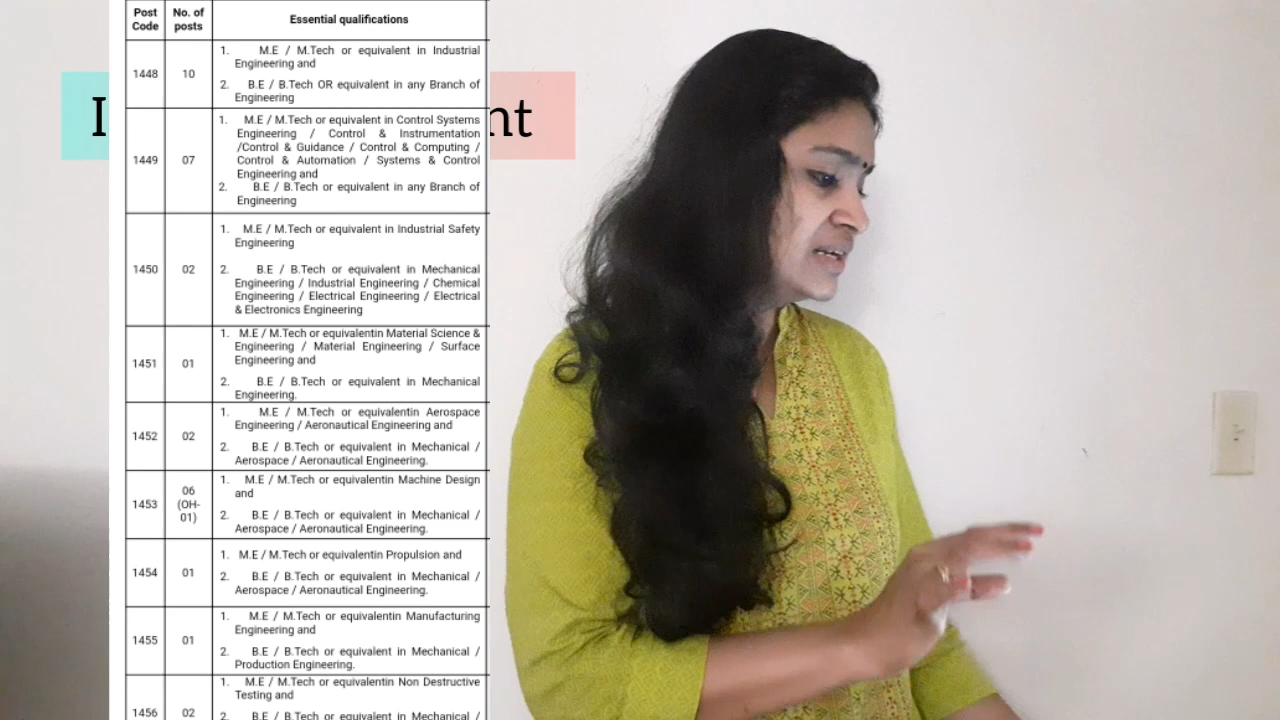 Post Code
No. of posts
Essential qualifications
1448
10
1. M.E / M.Tech or equivalent in Industrial
Engineering and
2. B.E / B.Tech OR equivalent in any Branch of
Engineering
1449
07
1. M.E / M.Tech or equivalent in Control Systems
Engineering / Control & Instrumentation
/Control & Guidance / Control & Computing /
Control & Automation / Systems & Control
Engineering and
2. B.E / B.Tech or equivalent in any Branch of
Engineering
1450
02
1. M.E / M.Tech or equivalent in Industrial Safety
Engineering
2. B.E / B.Tech or equivalent in Mechanical
Engineering / Industrial Engineering / Chemical
Engineering / Electrical Engineering / Electrical
& Electronics Engineering
1451
01
1. M.E / M.Tech or equivalentin Material Science &
Engineering / Material Engineering / Surface
Engineering and
2. B.E / B.Tech or equivalent in Mechanical
Engineering.
1452
02
1. M.E / M.Tech or equivalentin Aerospace
Engineering / Aeronautical Engineering and
2. B.E / B.Tech or equivalent in Mechanical /
Aerospace / Aeronautical Engineering.
1453
06
(OH-
01)
1. M.E / M.Tech or equivalentin Machine Design
and
2. B.E / B.Tech or equivalent in Mechanical /
Aerospace / Aeronautical Engineering.
1454
01
1. M.E / M.Tech or equivalentin Propulsion and
2. B.E / B.Tech or equivalent in Mechanical /
Aerospace / Aeronautical Engineering.
1455
01
1. M.E / M.Tech or equivalentin Manufacturing
Engineering and
2. B.E / B.Tech or equivalent in Mechanical /
Production Engineering.
1456
02
1. M.E / M.Tech or equivalentin Non Destructive
Testing and
2. B.E / B.Tech or equivalent in Mechanical /